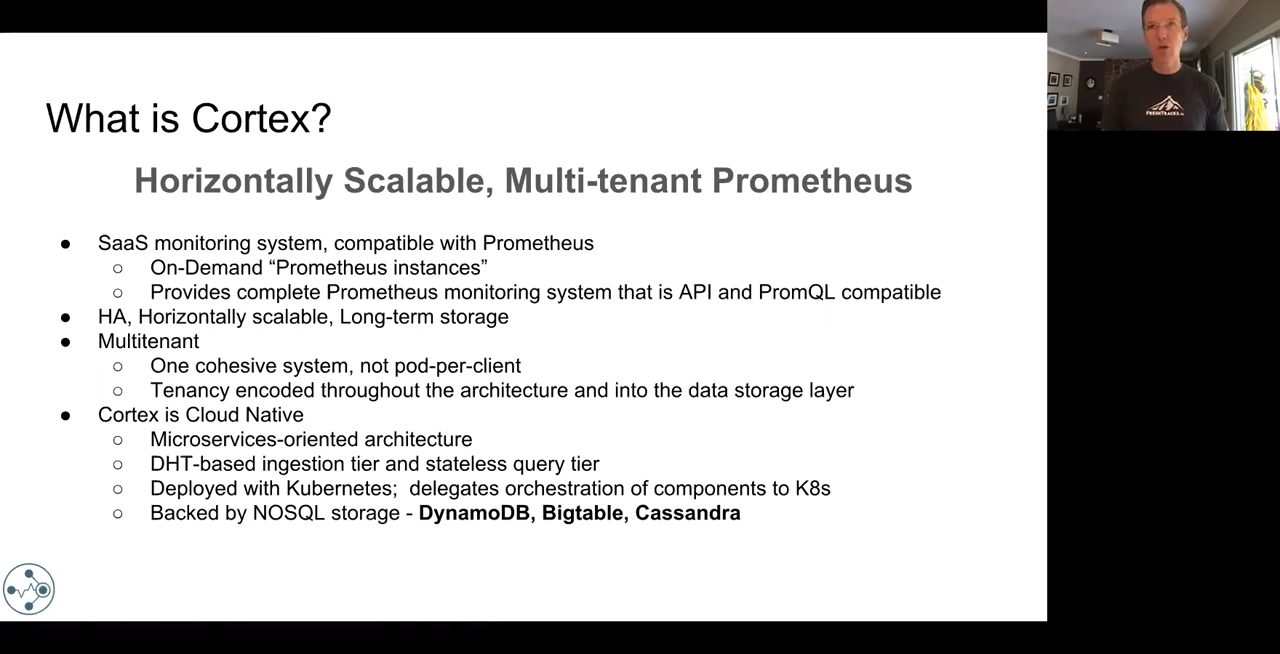 What is Cortex?
Horizontally Scalable, Multi-tenant Prometheus
● SaaS monitoring system, compatible with Prometheus
○ On-Demand “Prometheus instances”
○ Provides complete Prometheus monitoring system that is API and PromQL compatible
● HA, Horizontally scalable, Long-term storage
● Multitenant
○ One cohesive system, not pod-per-client
○ Tenancy encoded throughout the architecture and into the data storage layer
● Cortex is Cloud Native
○ Microservices-oriented architecture
○ DHT-based ingestion tier and stateless query tier
○ Deployed with Kubernetes;  delegates orchestration of components to K8s
○ Backed by NOSQL storage - DynamoDB, Bigtable, Cassandra
FRESHTRACKS.io